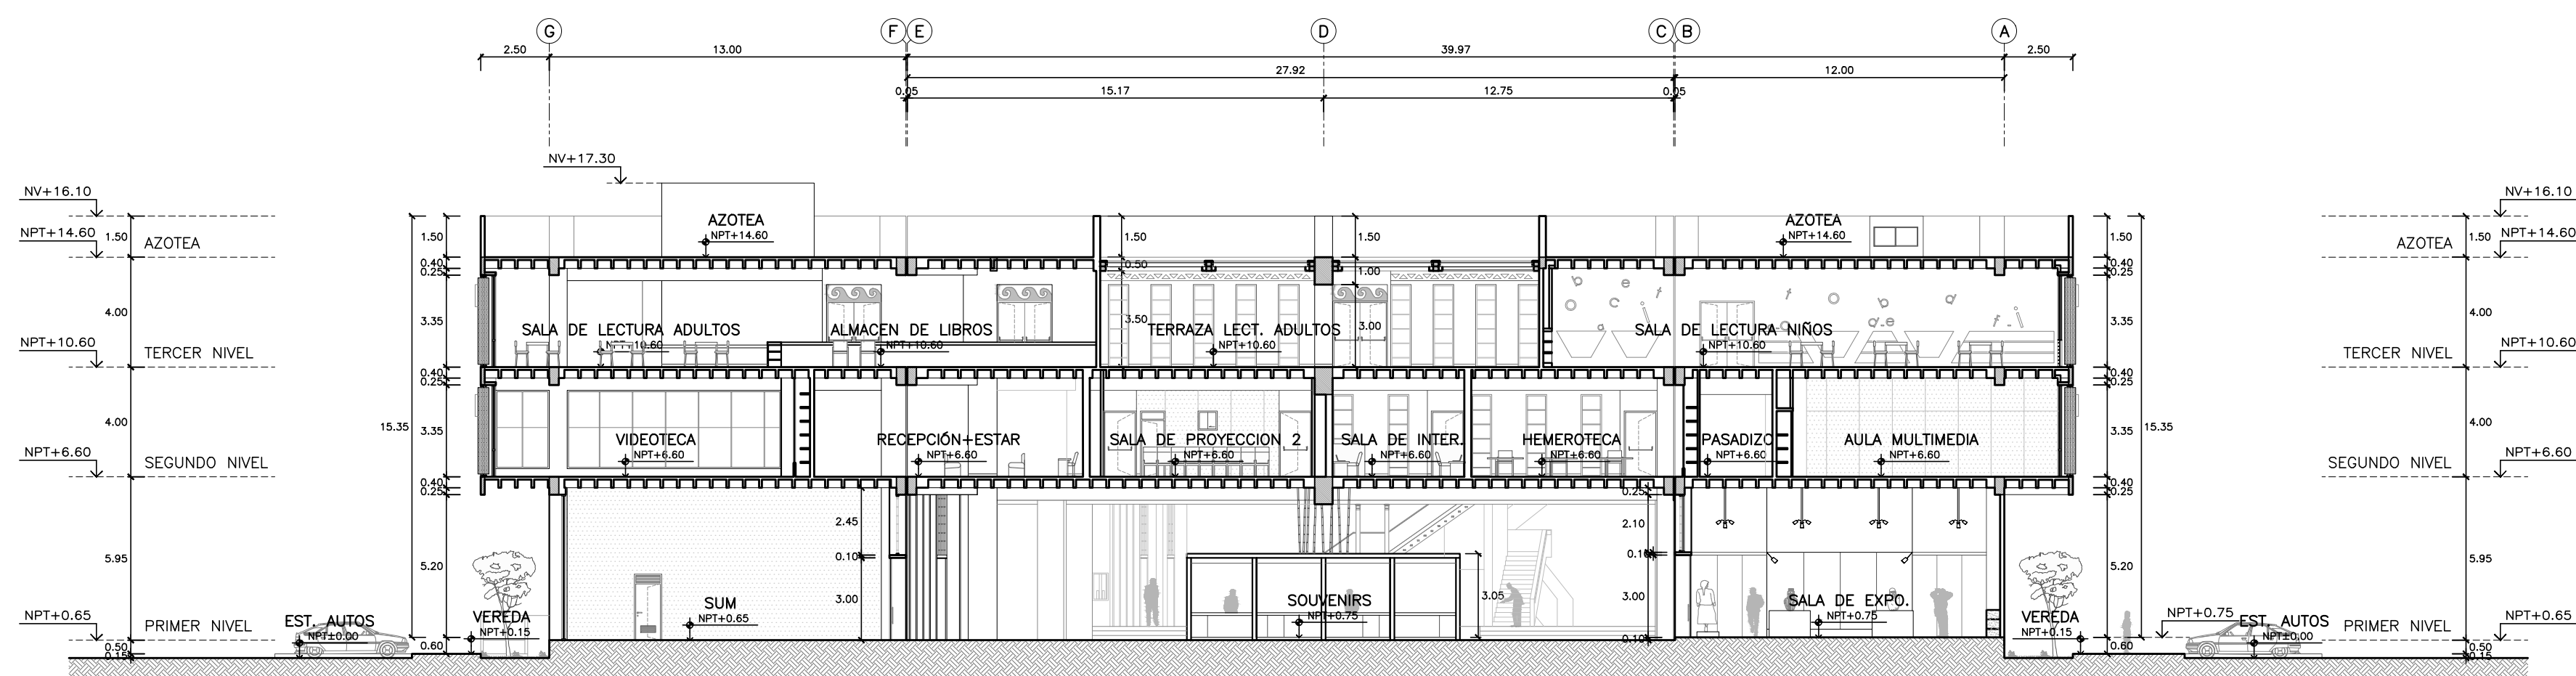 G F E D C B A
2.50 13.00 39.97 2.50
27.92 12.00
0.05 15.17 12.75 0.05
NV+17.30
NV+16.10 NV+16.10
AZOTEA AZOTEA
NPT+14.60 NPT+14.60 NPT+14.60 NPT+14.60
1.50 AZOTEA 1.50 1.50 1.50 1.50 AZOTEA 1.50
0.40 0.50 0.40
0.25 1.00 0.25
4.00 3.35 3.50 3.00 3.35 4.00
SALA DE LECTURA ADULTOS ALMACEN DE LIBROS TERRAZA LECT. ADULTOS SALA DE LECTURA NIÑOS
NPT+10.60 NPT+10.60 NPT+10.60 NPT+10.60 NPT+10.60 NPT+10.60
TERCER NIVEL TERCER NIVEL
0.40 0.40
0.25 0.25
4.00 15.35 3.35 3.35 15.35 4.00
VIDEOTECA RECEPCIÓN+ESTAR SALA DE PROYECCION 2 SALA DE INTER. HEMEROTECA PASADIZO AULA MULTIMEDIA
NPT+6.60 NPT+6.60 NPT+6.60 NPT+6.60 NPT+6.60 NPT+6.60 NPT+6.60 NPT+6.60 NPT+6.60
SEGUNDO NIVEL SEGUNDO NIVEL
0.40 0.40
0.25 0.25 0.25
2.45 2.10
0.10 0.10
5.95 5.20 5.20 5.95
3.00 3.05 3.00
SUM SOUVENIRS SALA DE EXPO.
NPT+0.65 NPT+0.65 NPT+0.75 NPT+0.75 NPT+0.75 NPT+0.65
PRIMER NIVEL EST. AUTOS VEREDA VEREDA EST. AUTOS PRIMER NIVEL
NPT±0.00 NPT+0.15 NPT+0.15 NPT±0.00
0.50 0.60 0.10 0.60 0.50
0.15 0.15